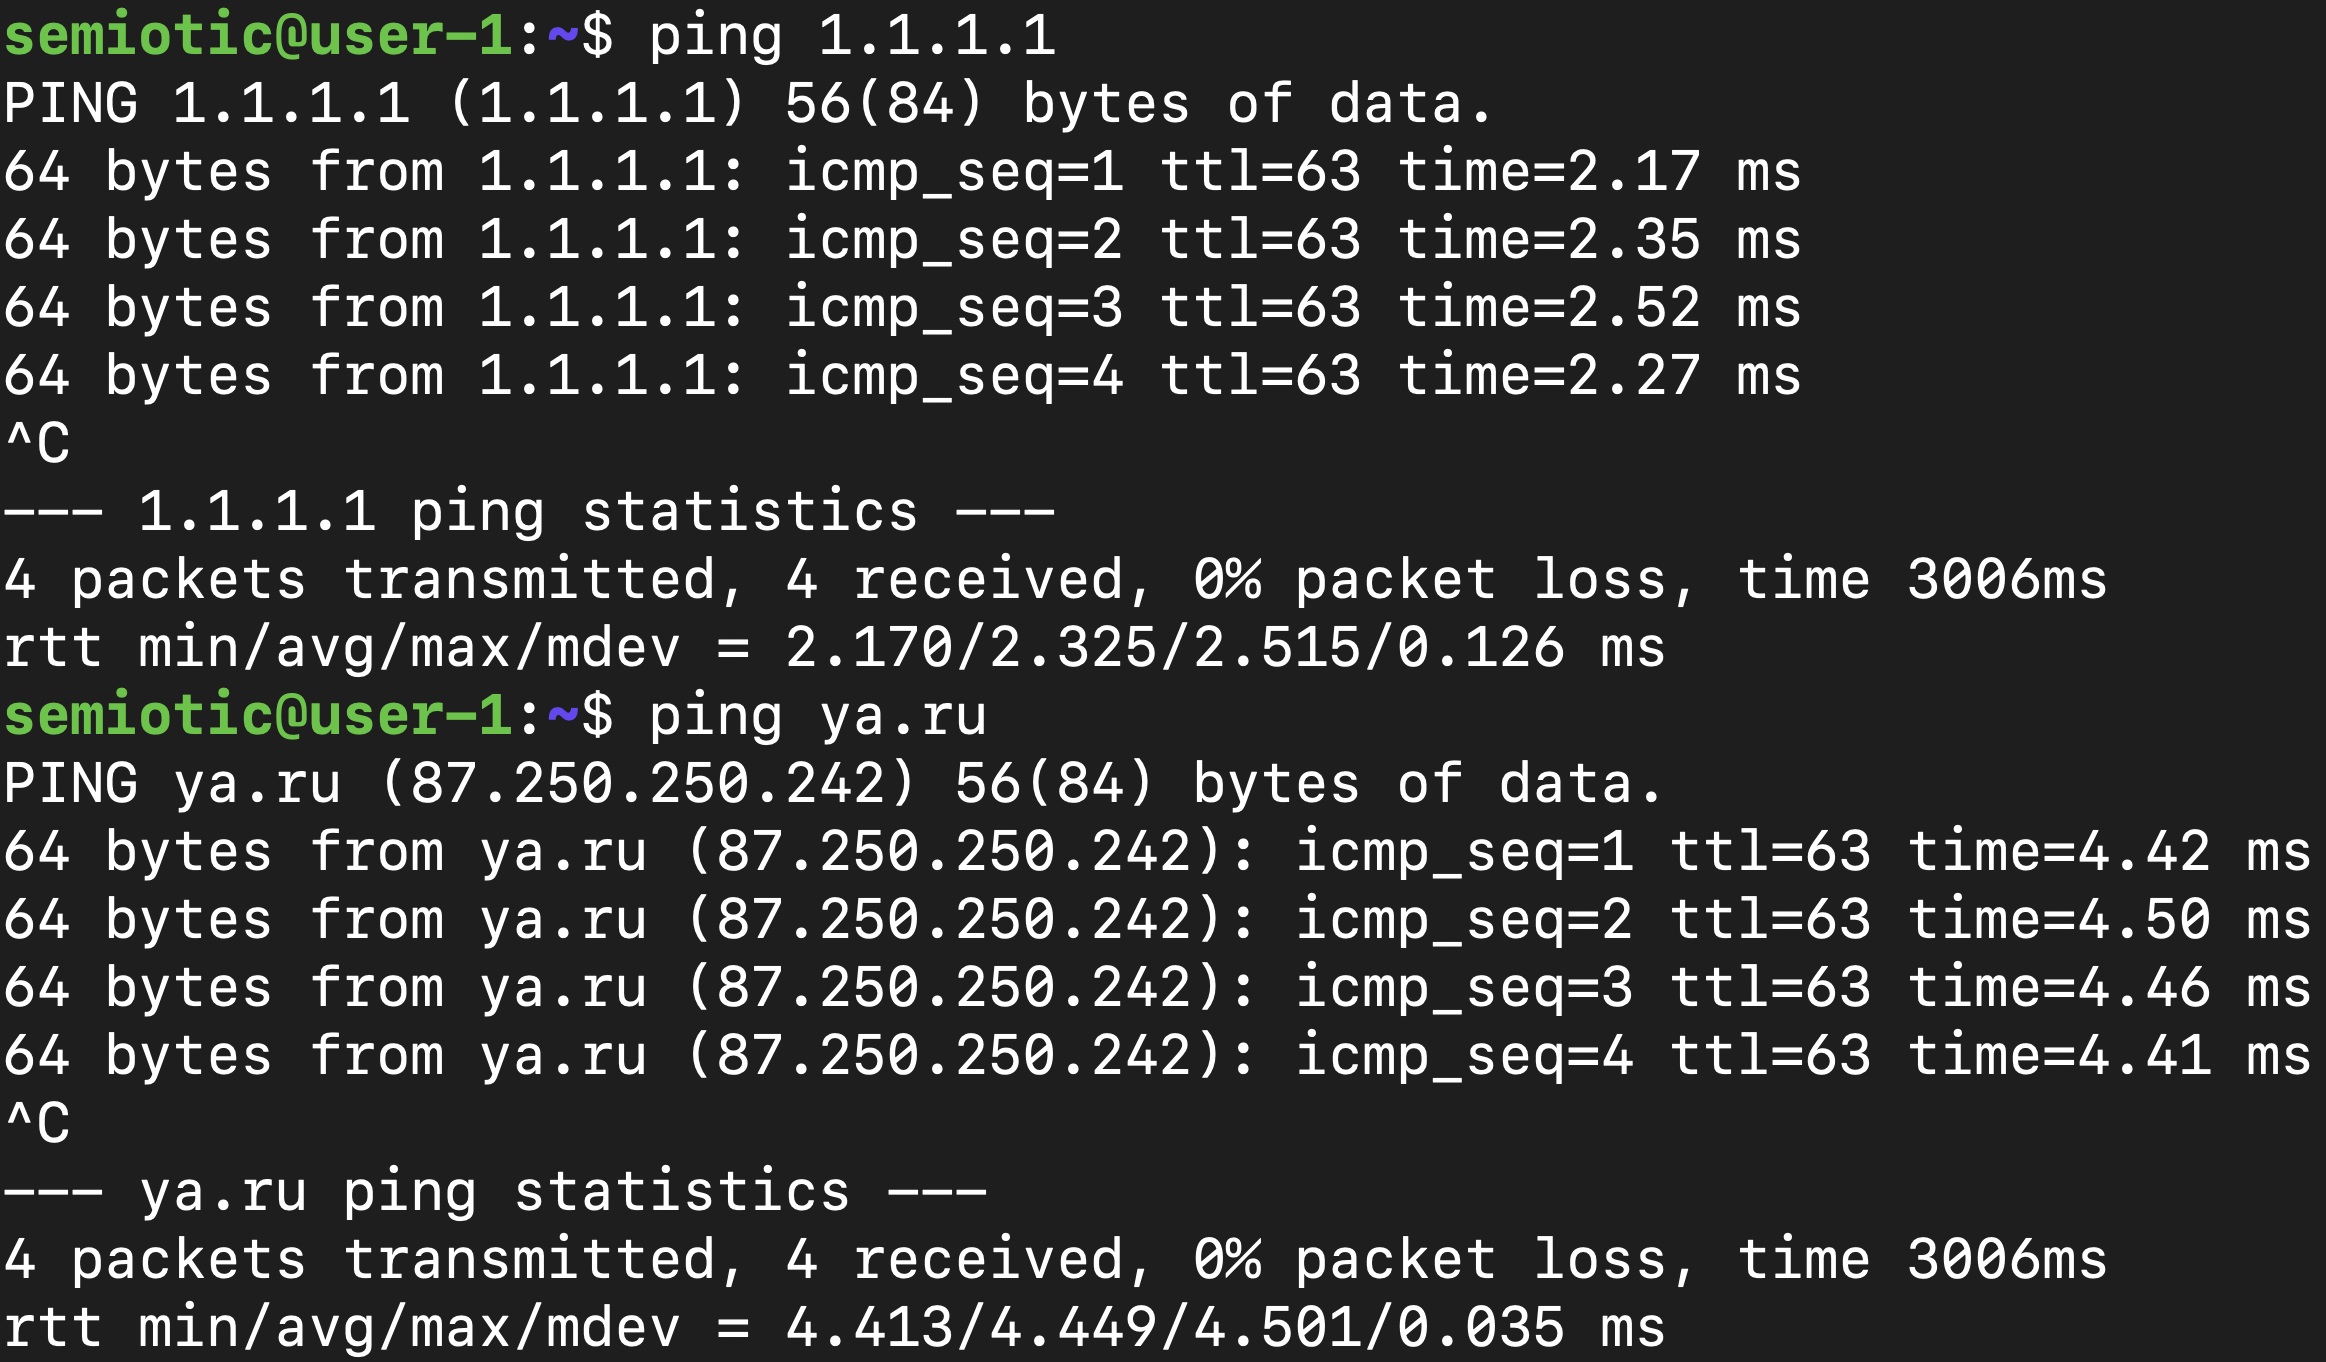 semiotic@user-1:~$ ping 1.1.1.1
PING 1.1.1.1 (1.1.1.1) 56(84) bytes of data.
64 bytes from 1.1.1.1: icmp_seq=1 ttl=63 time=2.17 ms
64 bytes from 1.1.1.1: icmp_seq=2 ttl=63 time=2.35 ms
64 bytes from 1.1.1.1: icmp_seq=3 ttl=63 time=2.52 ms
64 bytes from 1.1.1.1: icmp_seq=4 ttl=63 time=2.27 ms
^C
--- 1.1.1.1 ping statistics ---
4 packets transmitted, 4 received, 0% packet loss, time 3006ms
rtt min/avg/max/mdev = 2.170/2.325/2.515/0.126 ms
semiotic@user-1:~$ ping ya.ru
PING ya.ru (87.250.250.242) 56(84) bytes of data.
64 bytes from ya.ru (87.250.250.242): icmp_seq=1 ttl=63 time=4.42 ms
64 bytes from ya.ru (87.250.250.242): icmp_seq=2 ttl=63 time=4.50 ms
64 bytes from ya.ru (87.250.250.242): icmp_seq=3 ttl=63 time=4.46 ms
64 bytes from ya.ru (87.250.250.242): icmp_seq=4 ttl=63 time=4.41 ms
^C
--- ya.ru ping statistics ---
4 packets transmitted, 4 received, 0% packet loss, time 3006ms
rtt min/avg/max/mdev = 4.413/4.449/4.501/0.035 ms